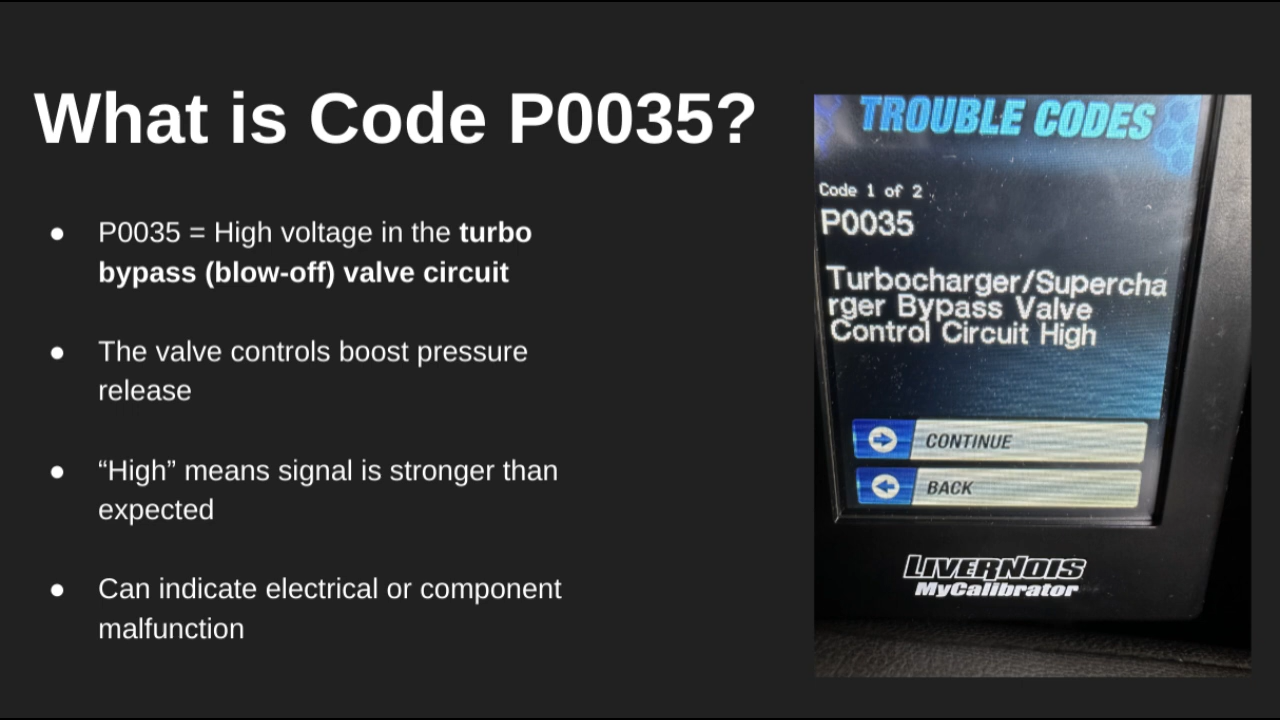 What is Code P0035?
● P0035 = High voltage in the turbo
bypass (blow-off) valve circuit
● The valve controls boost pressure
release
● “High” means signal is stronger than
expected
● Can indicate electrical or component
malfunction
TROUBLE CODES
Code 1 of 2
P0035
Turbocharger/Supercha
rger Bypass Valve
Control Circuit High
CONTINUE
BACK
LIVERNOIS
MyCalibrator